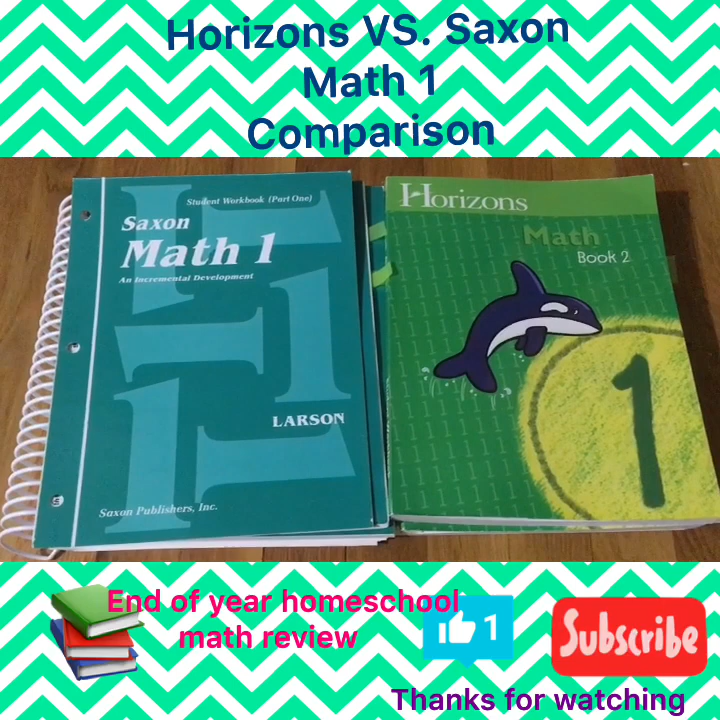 Horizons VS. Saxon
Math 1
Comparison
Student Workbook (Part One)
Saxon
Math 1
An Incremental Development
LARSON
Saxon Publishers, Inc.
Horizons
Math
Book 2
1
End of year homeschool
math review
1
Subscribe
Thanks for watching